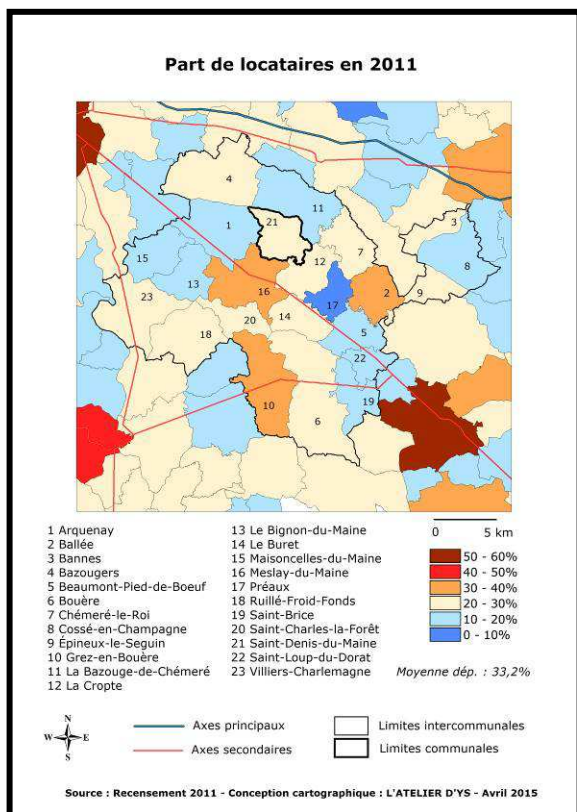 Part de locataires en 2011
4
3
11
21
1
7
12
8
15
13
16
2
9
23
17
14
20
5
18
22
10
19
6
1 Arquenay
2 Ballée
3 Bannes
4 Bazougers
5 Beaumont-Pied-de-Boeuf
6 Bouère
7 Chémeré-le-Roi
8 Cossé-en-Champagne
9 Épineux-le-Seguin
10 Grez-en-Bouère
11 La Bazouge-de-Chémeré
12 La Cropte
13 Le Bignon-du-Maine
14 Le Buret
15 Maisoncelles-du-Maine
16 Meslay-du-Maine
17 Préaux
18 Ruillé-Froid-Fonds
19 Saint-Brice
20 Saint-Charles-la-Forêt
21 Saint-Denis-du-Maine
22 Saint-Loup-du-Dorat
23 Villiers-Charlemagne
0 5 km
50 - 60%
40 - 50%
30 - 40%
20 - 30%
10 - 20%
0 - 10%
Moyenne dép. : 33,2%
N
W E
S
Axes principaux
Axes secondaires
Limites intercommunales
Limites communales
Source : Recensement 2011 - Conception cartographique : L'ATELIER D'YS - Avril 2015